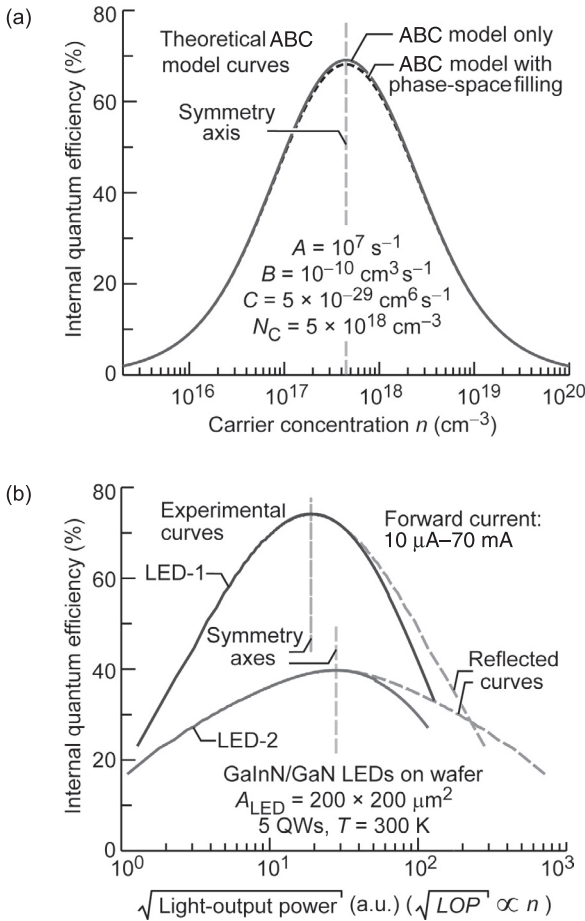 (a)
Internal quantum efficiency (%)
80
60
40
20
0
Theoretical ABC
model curves
ABC model only
ABC model with
phase-space filling
Symmetry
axis
A = 10⁷ s⁻¹
B = 10⁻¹⁰ cm³ s⁻¹
C = 5 × 10⁻²⁹ cm⁶ s⁻¹
N_C = 5 × 10¹⁸ cm⁻³
10¹⁶ 10¹⁷ 10¹⁸ 10¹⁹ 10²⁰
Carrier concentration n (cm⁻³)
(b)
Internal quantum efficiency (%)
80
60
40
20
0
Experimental
curves
Forward current:
10 μA–70 mA
LED-1
Symmetry
axes
Reflected
curves
LED-2
GaInN/GaN LEDs on wafer
A_LED = 200 × 200 μm²
5 QWs, T = 300 K
10⁰ 10¹ 10² 10³
√Light-output power (a.u.) (√LOP ∝ n)